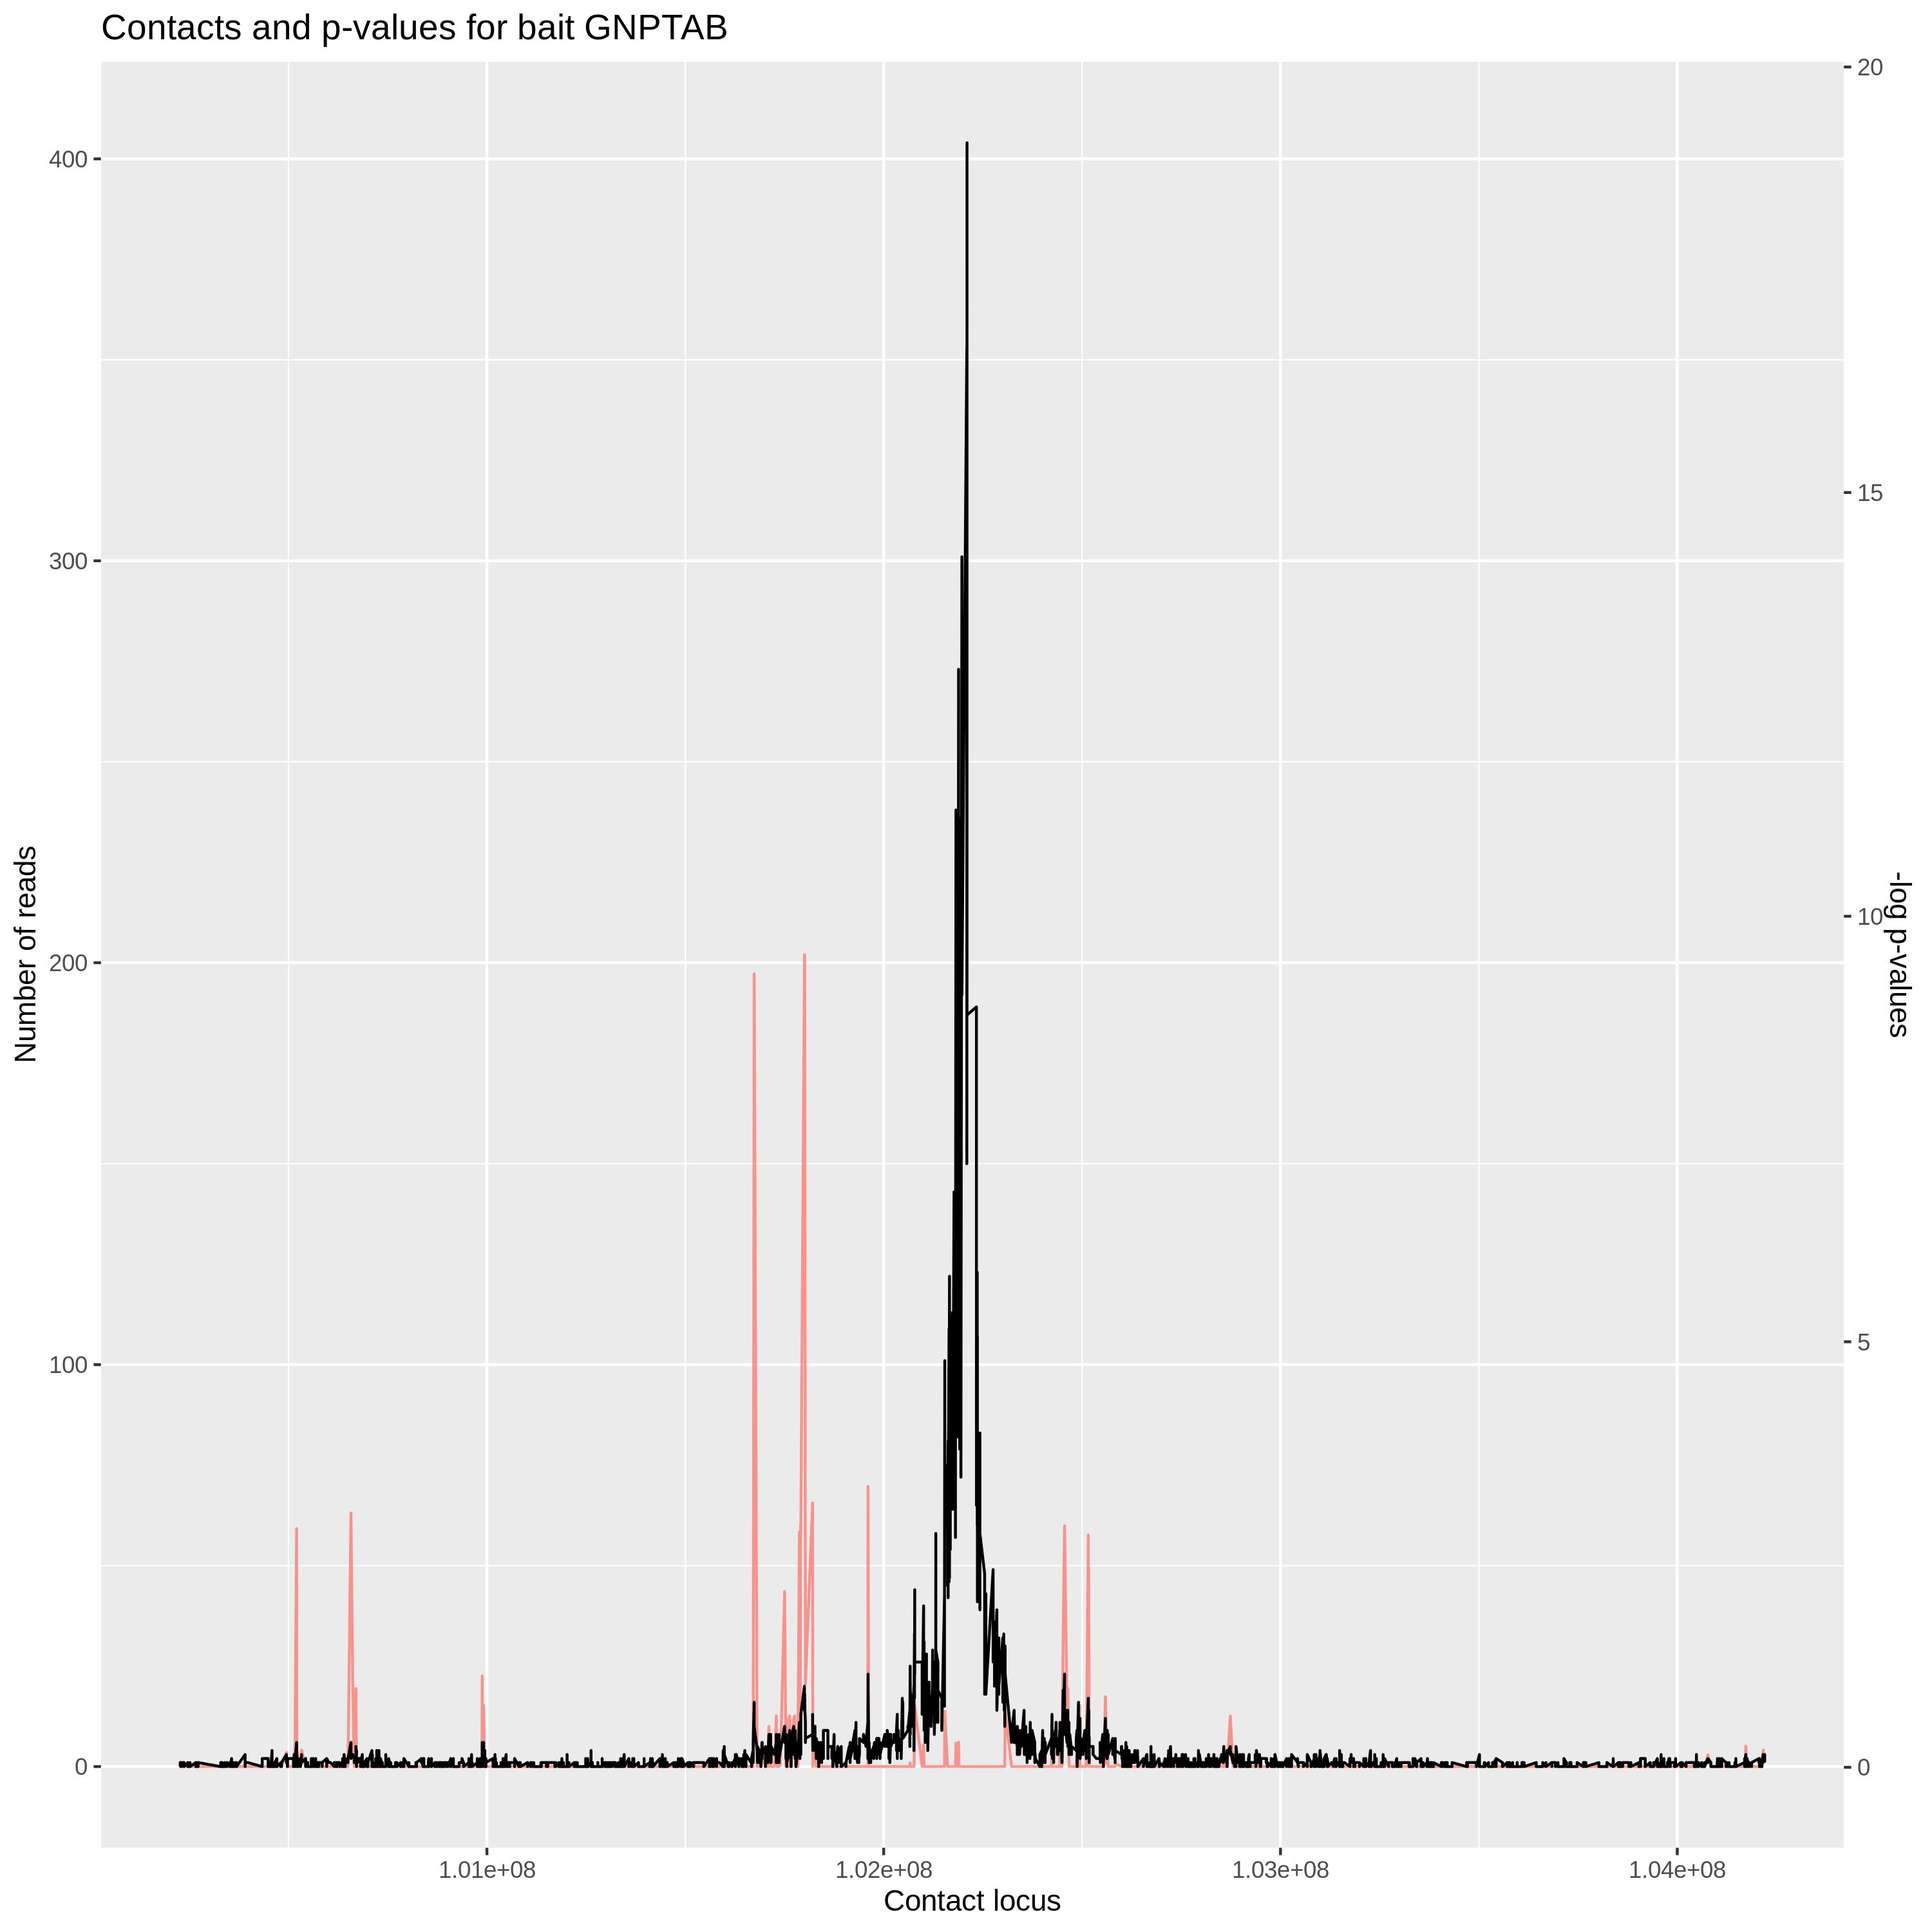 Contacts and p-values for bait GNPTAB
400
300
200
100
0
Number of reads
20
15
10
5
0
-log p-values
1.01e+08 1.02e+08 1.03e+08 1.04e+08
Contact locus